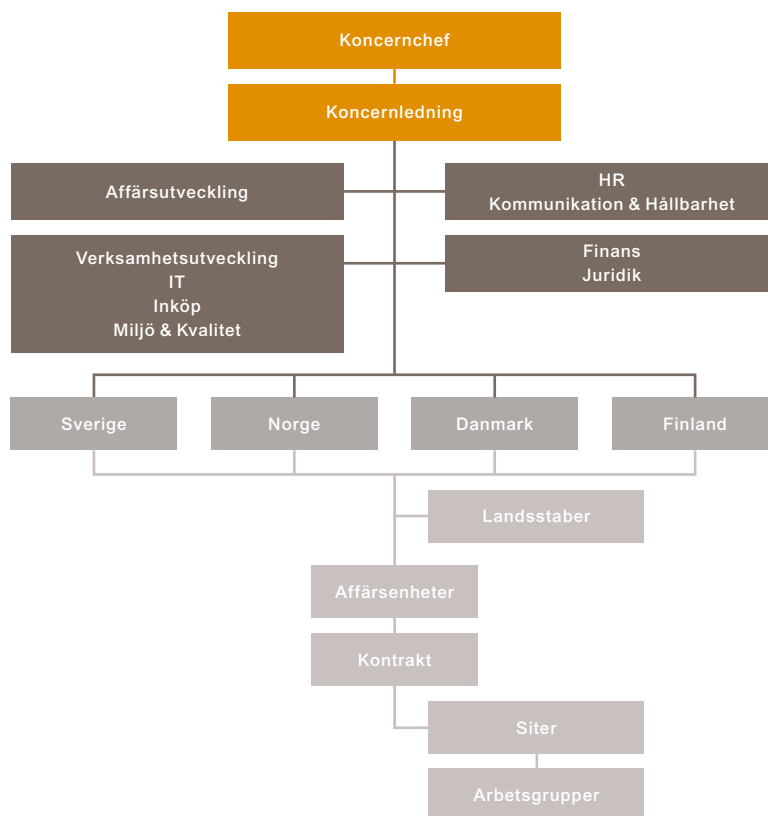 Koncernchef
Koncernledning
Affärsutveckling
HR
Kommunikation & Hållbarhet
Verksamhetsutveckling
IT
Inköp
Miljö & Kvalitet
Finans
Juridik
Sverige
Norge
Danmark
Finland
Landsstaber
Affärsenheter
Kontrakt
Siter
Arbetsgrupper